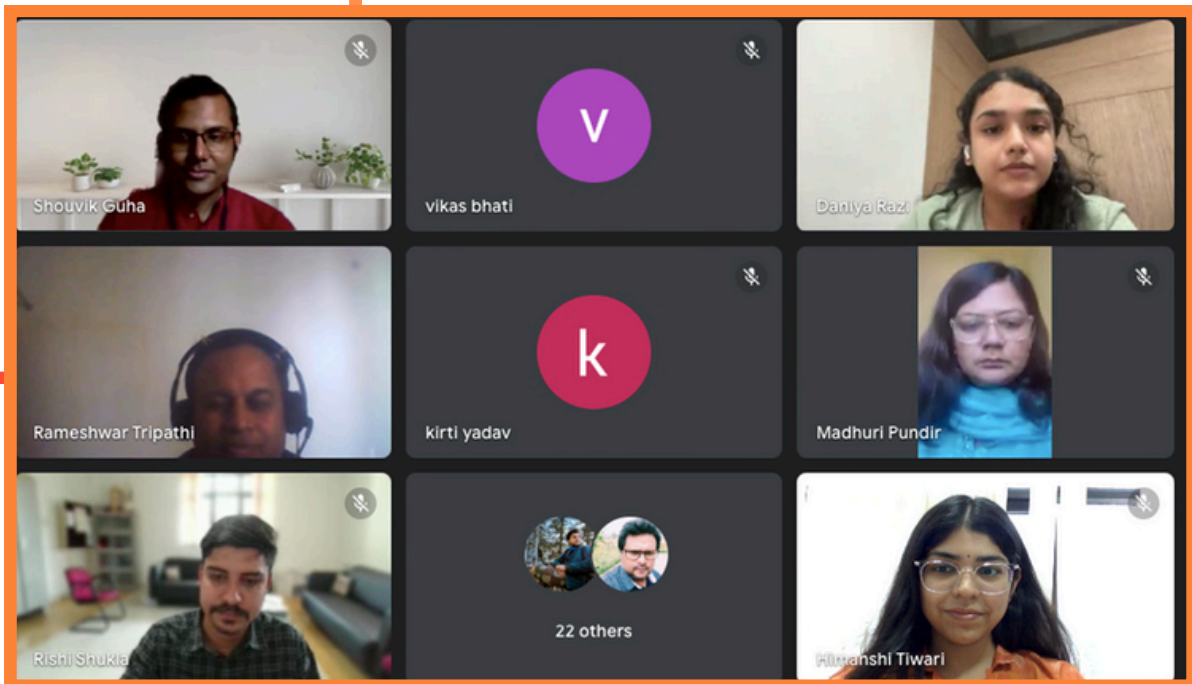 Shouvik Guha
V
vikas bhati
Daniya Razi
Rameshwar Tripathi
k
kirti yadav
Madhuri Pundir
Rishi Shukla
22 others
Himanshi Tiwari